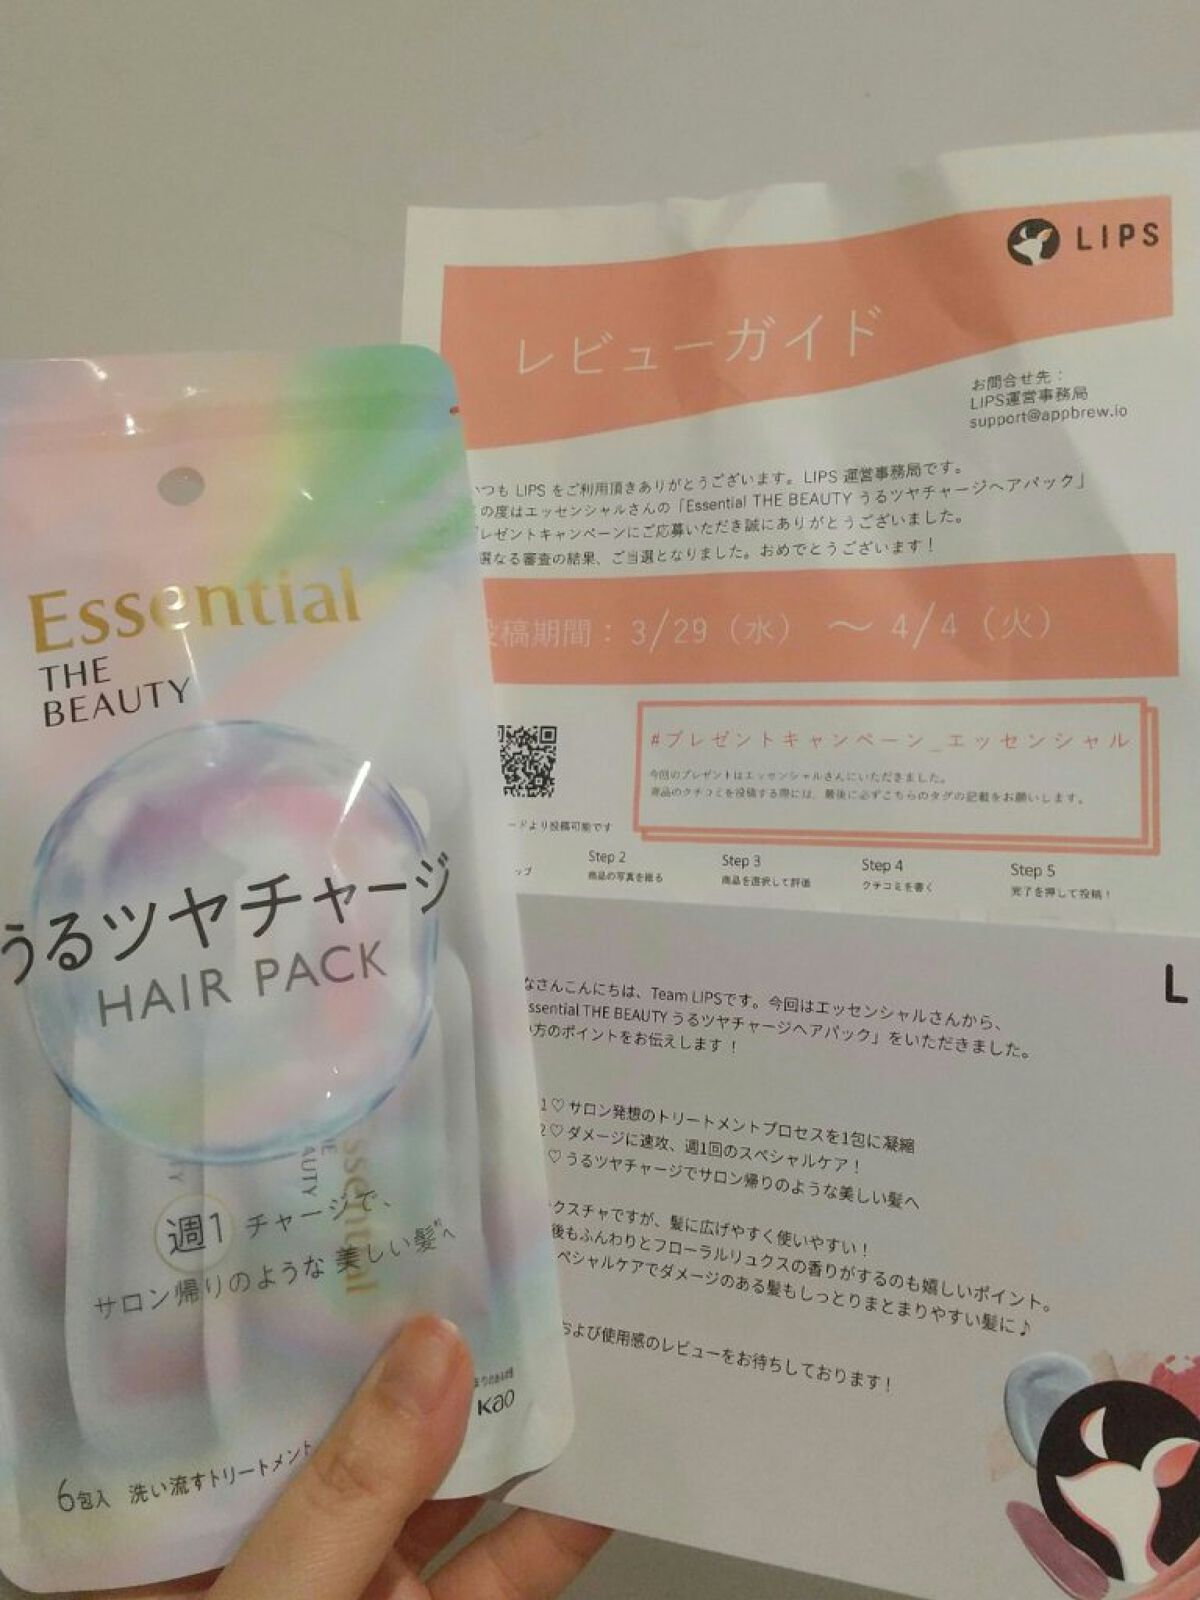 Essential
THE
BEAUTY
うるツヤチャージ
HAIR PACK
週1 チャージで、
サロン帰りのような 美しい髪へ
6包入 洗い流すトリートメント
Kao
Essential
BEAUTY
LIPS
レビューガイド
お問合せ先：
LIPS運営事務局
support@appbrew.io
つも LIPS をご利用頂きありがとうございます。LIPS 運営事務局です。
の度はエッセンシャルさんの「Essential THE BEAUTY うるツヤチャージヘアパック」
レゼントキャンペーンにご応募いただき誠にありがとうございました。
選なる審査の結果、ご当選となりました。おめでとうございます！
稿期間：3/29（水） ～ 4/4（火）
#プレゼントキャンペーン_エッセンシャル
今回のプレゼントはエッセンシャルさんにいただきました。
商品のクチコミを投稿する際には、最後に必ずこちらのタグの記載をお願いします。
ードより投稿可能です
ップ
Step 2
商品の写真を撮る
Step 3
商品を選択して評価
Step 4
クチコミを書く
Step 5
完了を押して投稿！
L
なさんこんにちは、Team LIPSです。今回はエッセンシャルさんから、
ssential THE BEAUTY うるツヤチャージヘアパック」をいただきました。
方のポイントをお伝えします！
1♡サロン発想のトリートメントプロセスを1包に凝縮
2♡ダメージに速攻、週1回のスペシャルケア！
♡うるツヤチャージでサロン帰りのような美しい髪へ
クスチャですが、髪に広げやすく使いやすい！
後もふんわりとフローラルリュクスの香りがするのも嬉しいポイント。
ペシャルケアでダメージのある髪もしっとりまとまりやすい髪に♪
および使用感のレビューをお待ちしております！